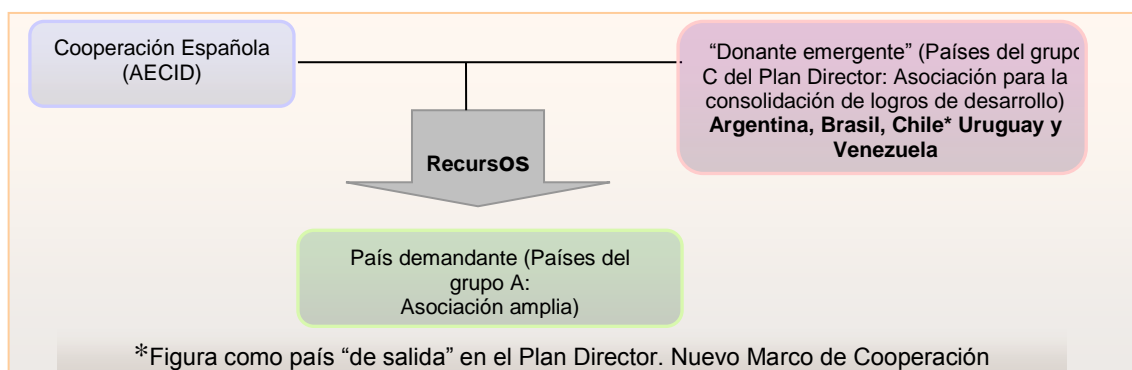 Cooperación Española
(AECID)
“Donante emergente” (Países del grupo
C del Plan Director: Asociación para la
consolidación de logros de desarrollo)
Argentina, Brasil, Chile* Uruguay y
Venezuela
Recursos
País demandante (Países del
grupo A:
Asociación amplia)
*Figura como país “de salida” en el Plan Director. Nuevo Marco de Cooperación